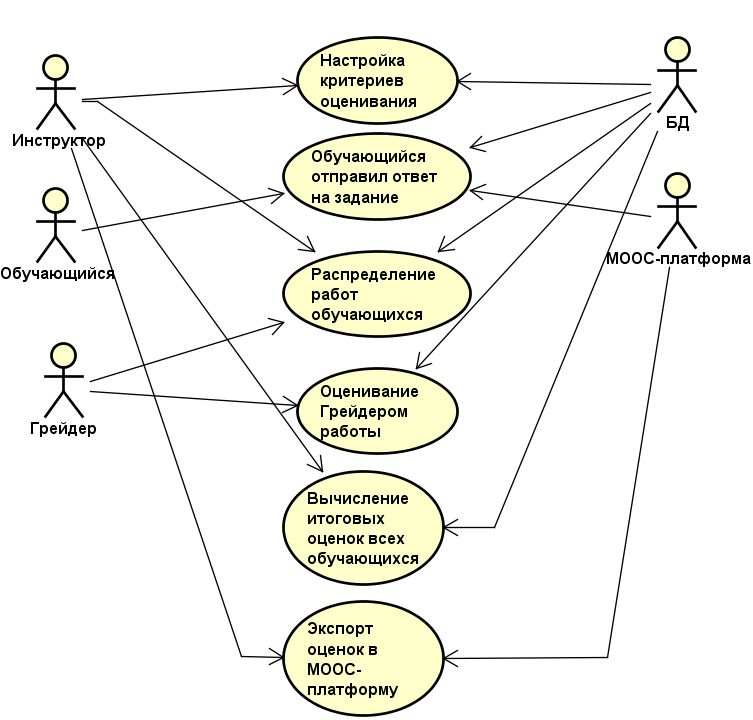 Инструктор
Обучающийся
Грейдер
Настройка
критериев
оценивания
Обучающийся
отправил ответ
на задание
Распределение
работ
обучающихся
Оценивание
Грейдером
работы
Вычисление
итоговых
оценок всех
обучающихся
Экспорт
оценок в
МООС-
платформу
БД
МООС-платформа